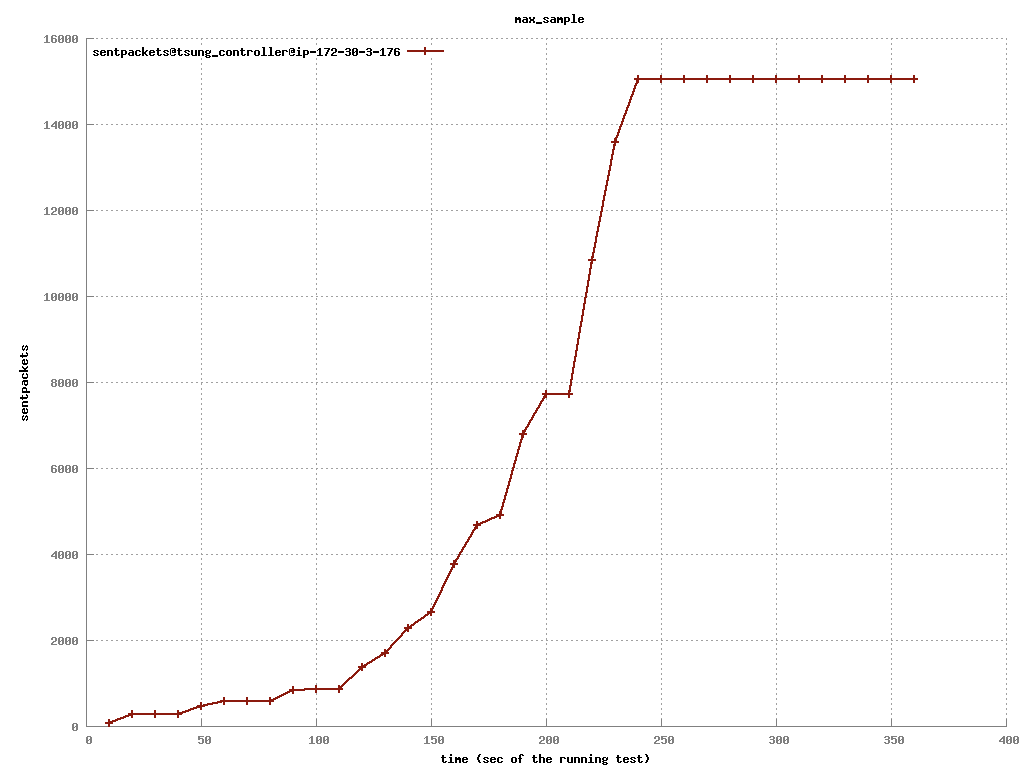 max_sample
sentpackets@tsung_controller@ip-172-30-3-176
16000
14000
12000
10000
8000
6000
4000
2000
0
sentpackets
0 50 100 150 200 250 300 350 400
time (sec of the running test)